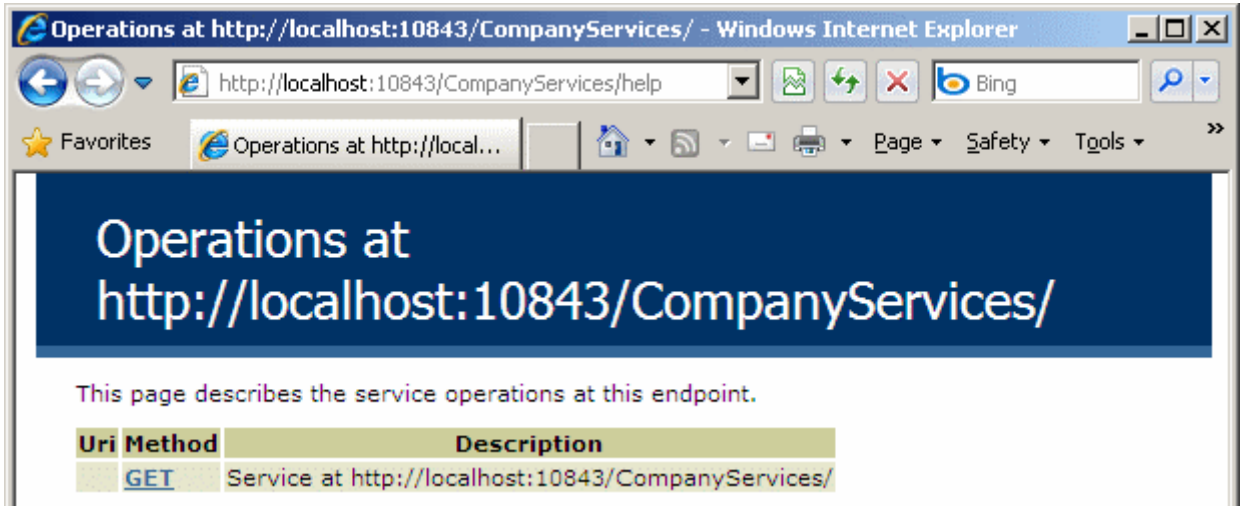 Operations at http://localhost:10843/CompanyServices/ - Windows Internet Explorer
http://localhost:10843/CompanyServices/help Bing
Favorites Operations at http://local... Page Safety Tools »
Operations at
http://localhost:10843/CompanyServices/
This page describes the service operations at this endpoint.
Uri Method Description
GET Service at http://localhost:10843/CompanyServices/